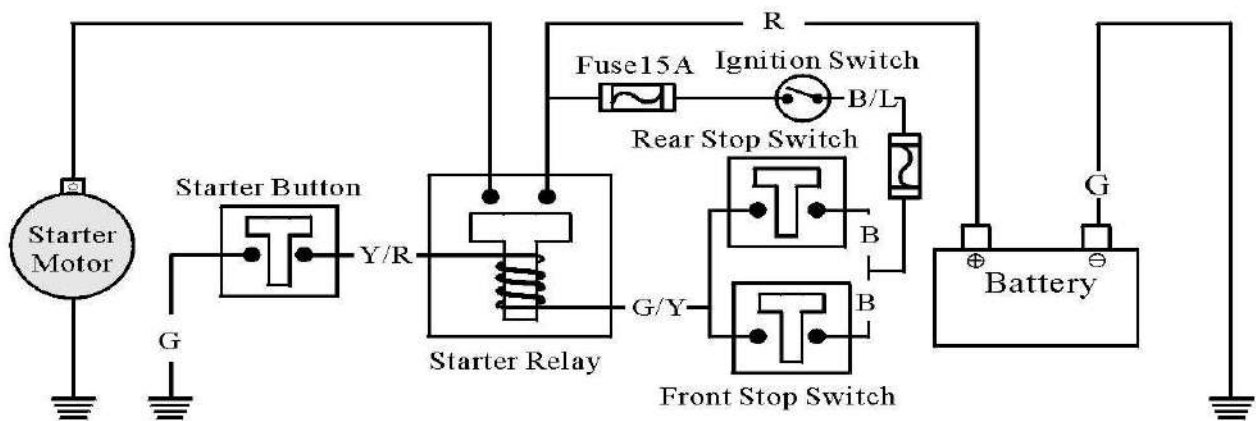 R
Fuse15A
Ignition Switch
B/L
Rear Stop Switch
Starter Button
G
Starter
Motor
Y/R
B
⊕
⊖
Battery
G/Y
B
G
Starter Relay
Front Stop Switch